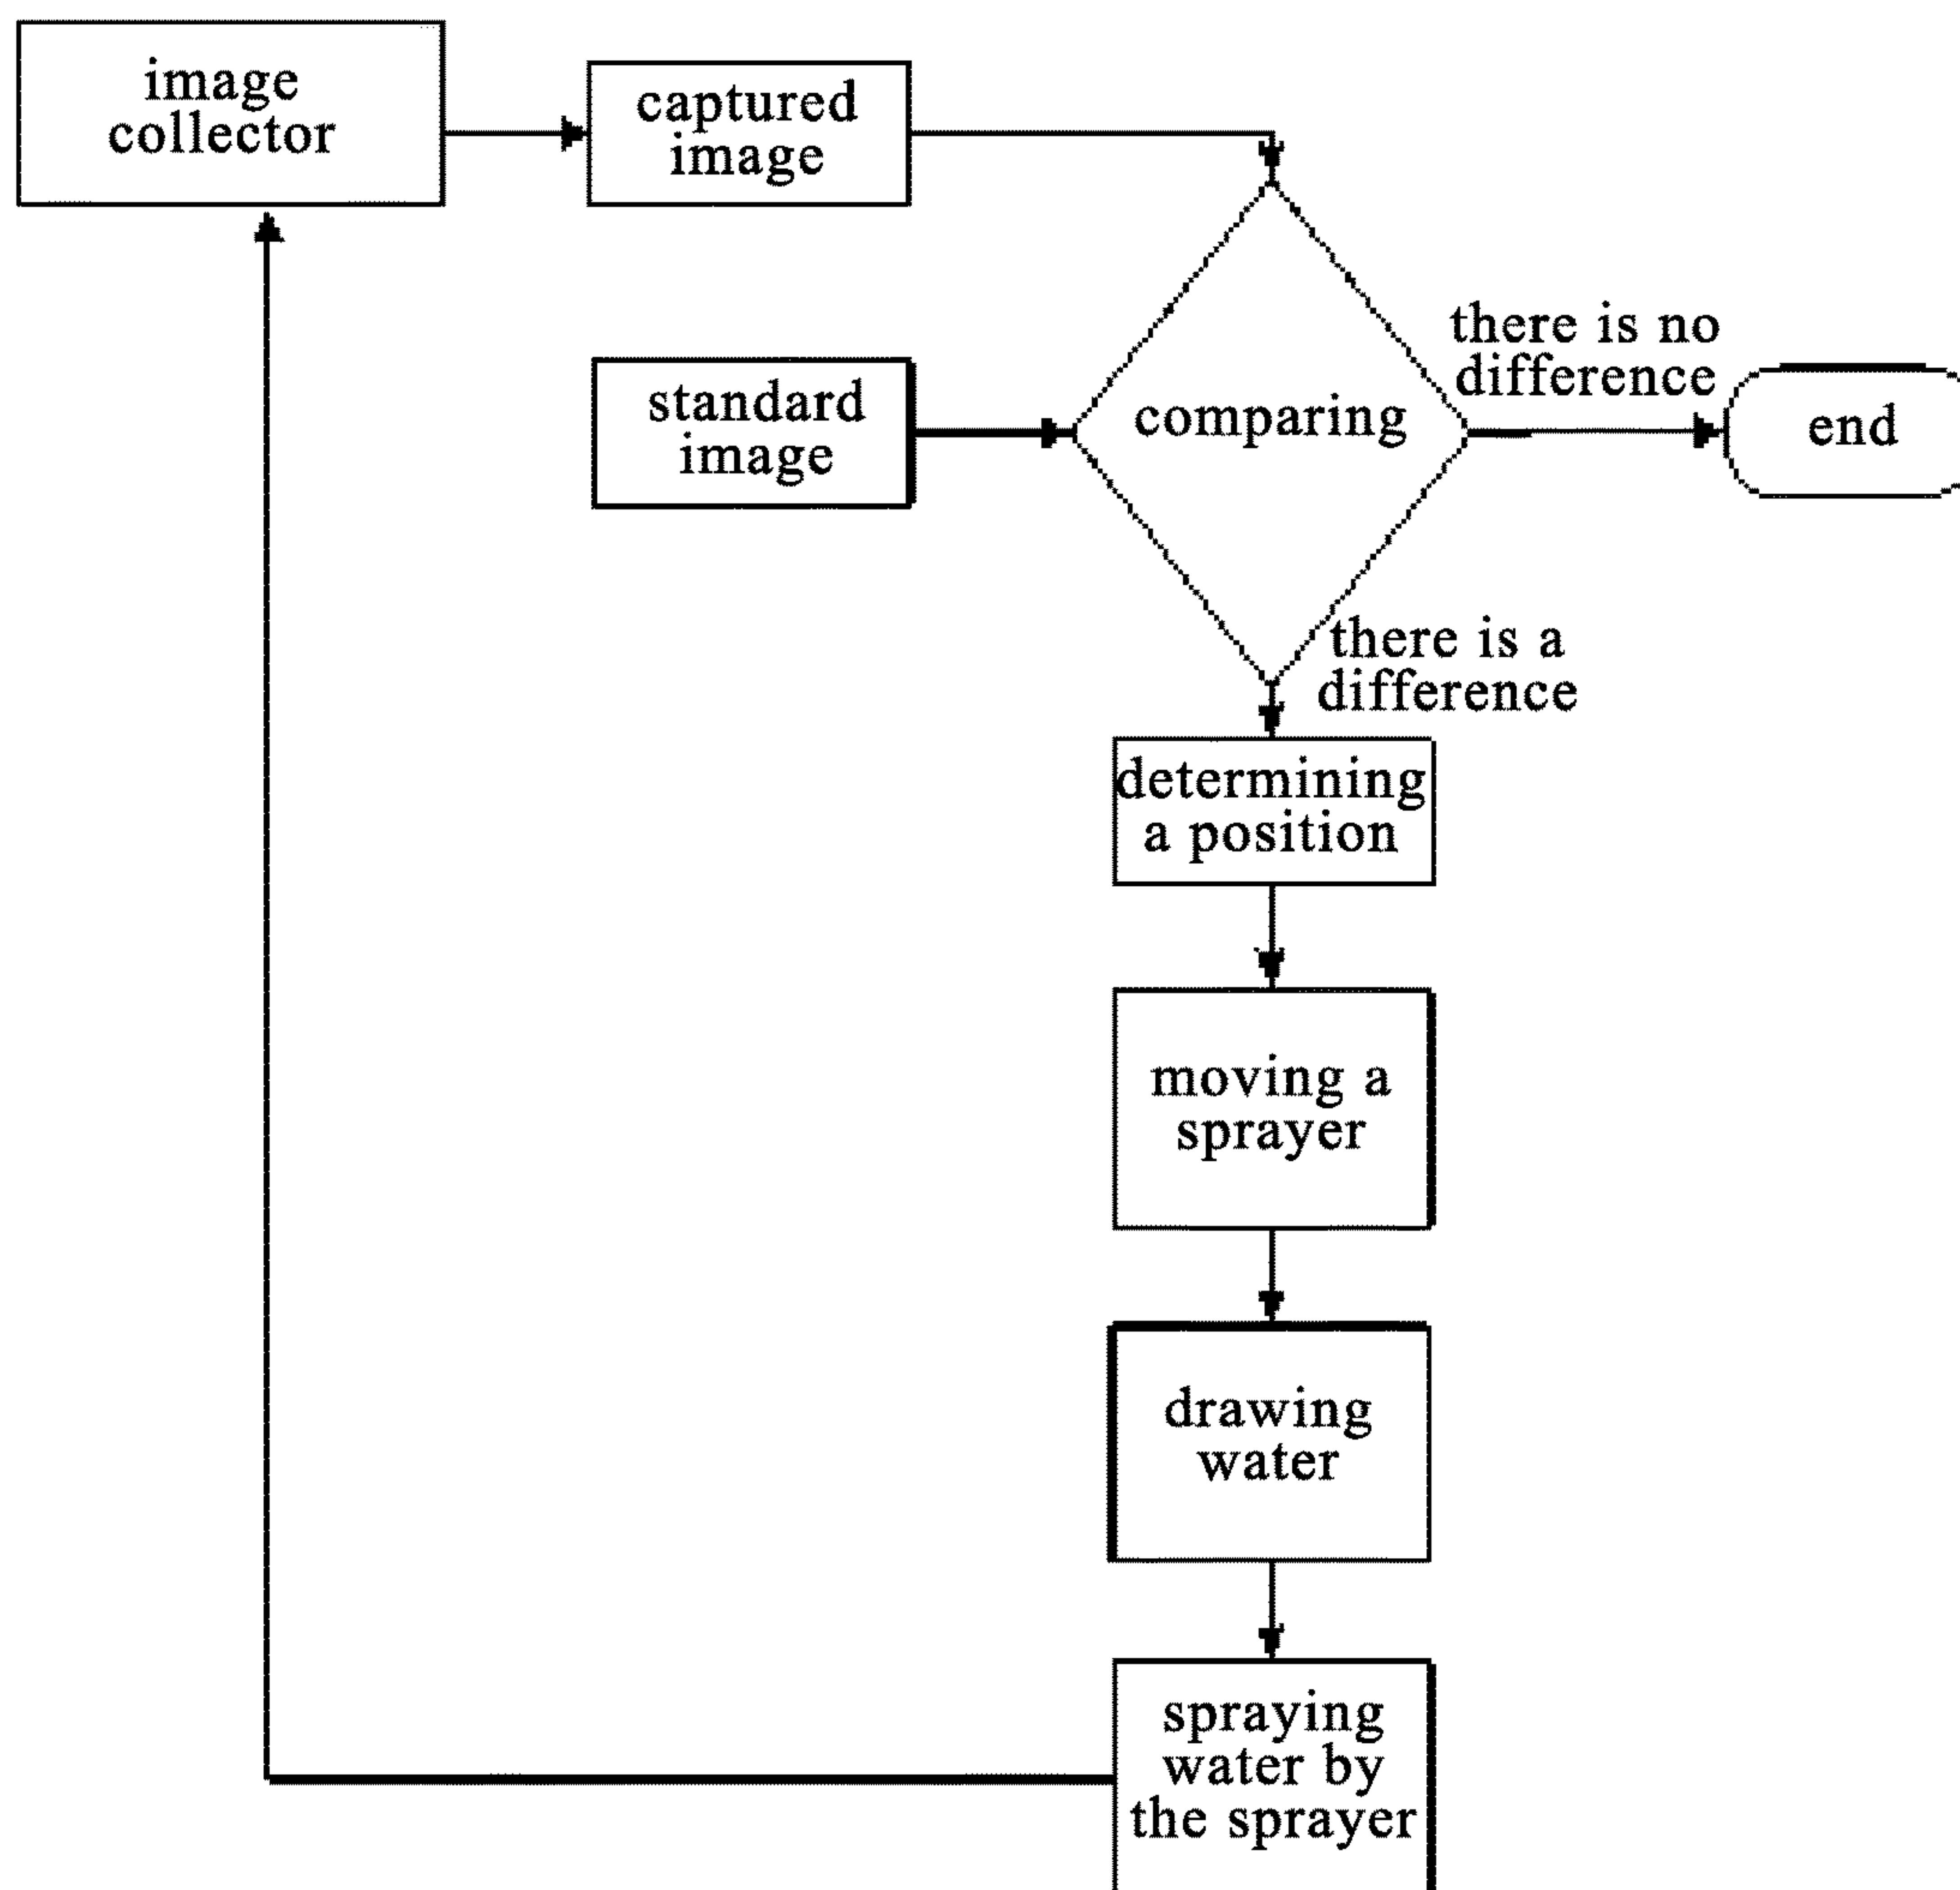 image
collector
captured
image
standard
image
comparing
there is no
difference
end
there is a
difference
determining
a position
moving a
sprayer
drawing
water
spraying
water by
the sprayer